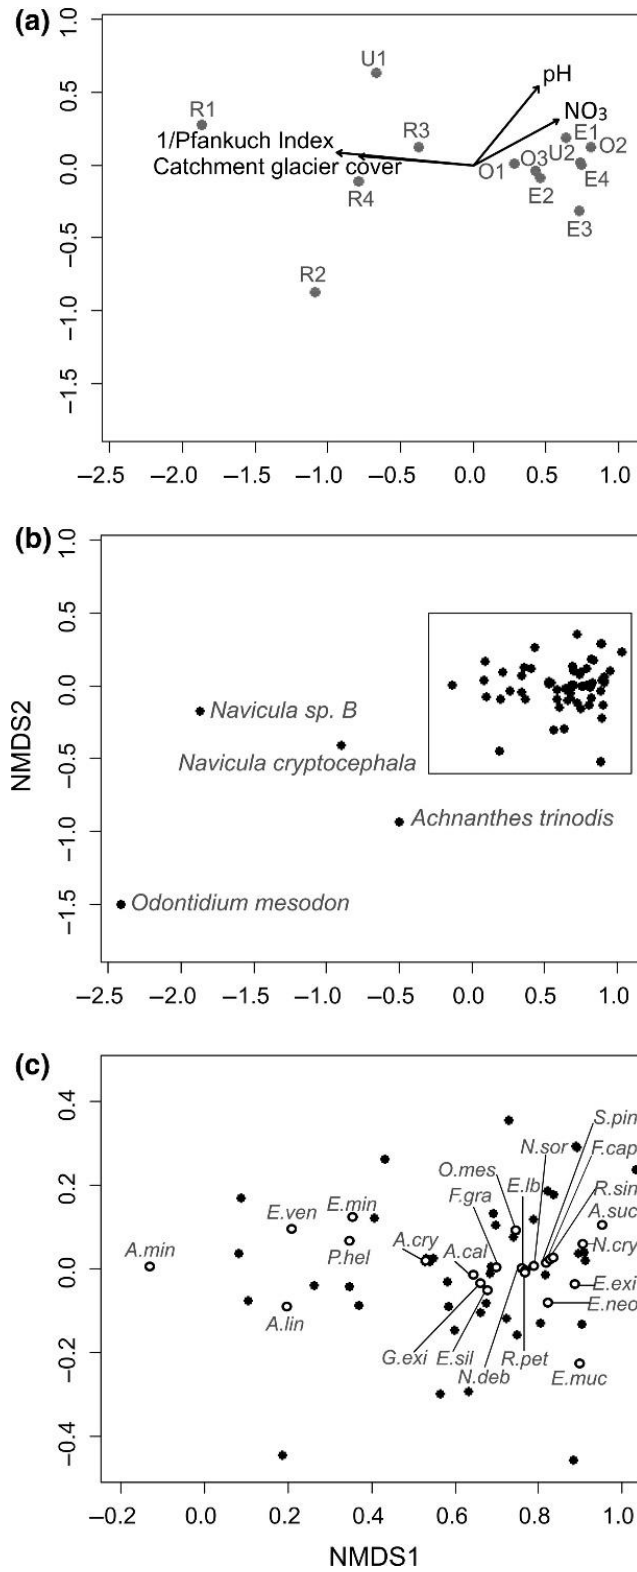 (a)
1.0
0.5
0.0
−0.5
−1.0
−1.5
U1
pH
R1
NO3
R3
E1
1/Pfankuch Index
O3 U2 O2
Catchment glacier cover
O1
E4
R4
E2
E3
R2
−2.5 −2.0 −1.5 −1.0 −0.5 0.0 0.5 1.0
(b)
1.0
0.5
0.0
−0.5
−1.0
−1.5
NMDS2
Navicula sp. B
Navicula cryptocephala
Achnanthes trinodis
Odontidium mesodon
−2.5 −2.0 −1.5 −1.0 −0.5 0.0 0.5 1.0
(c)
0.4
0.2
0.0
−0.2
−0.4
S.pin
N.sor F.cap
O.mes E.lb R.sin
E.min F.gra A.suc
E.ven
A.cry N.cry
A.min P.hel A.cal
E.exi
A.lin E.neo
G.exi E.sil R.pet
N.deb E.muc
−0.2 0.0 0.2 0.4 0.6 0.8 1.0
NMDS1